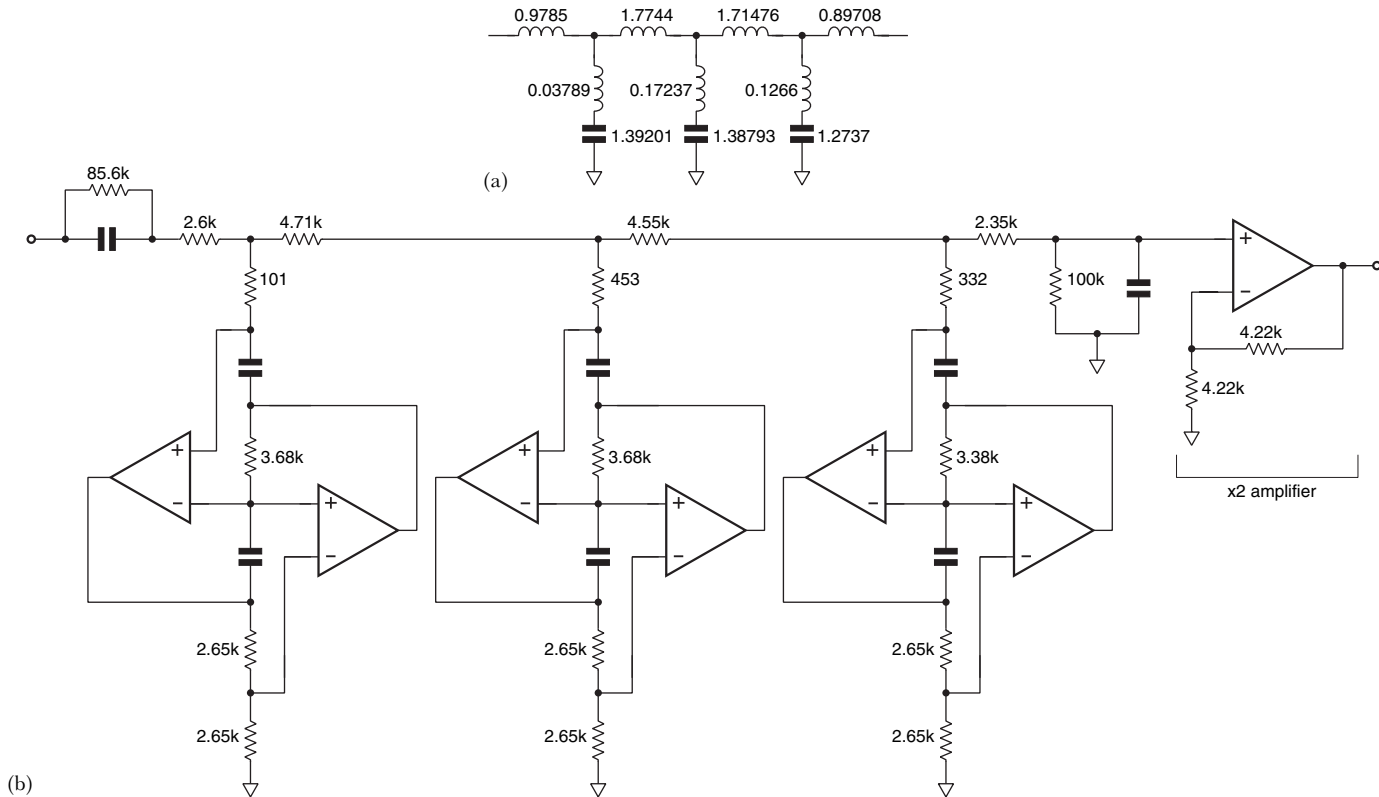 0.9785 1.7744 1.71476 0.89708
0.03789 0.17237 0.1266
1.39201 1.38793 1.2737
(a)
85.6k
2.6k 4.71k 4.55k 2.35k
101 453 332 100k
+
−
4.22k
4.22k
x2 amplifier
+ + +
3.68k 3.68k 3.38k
− + − + − +
− − −
2.65k 2.65k 2.65k
2.65k 2.65k 2.65k
(b)